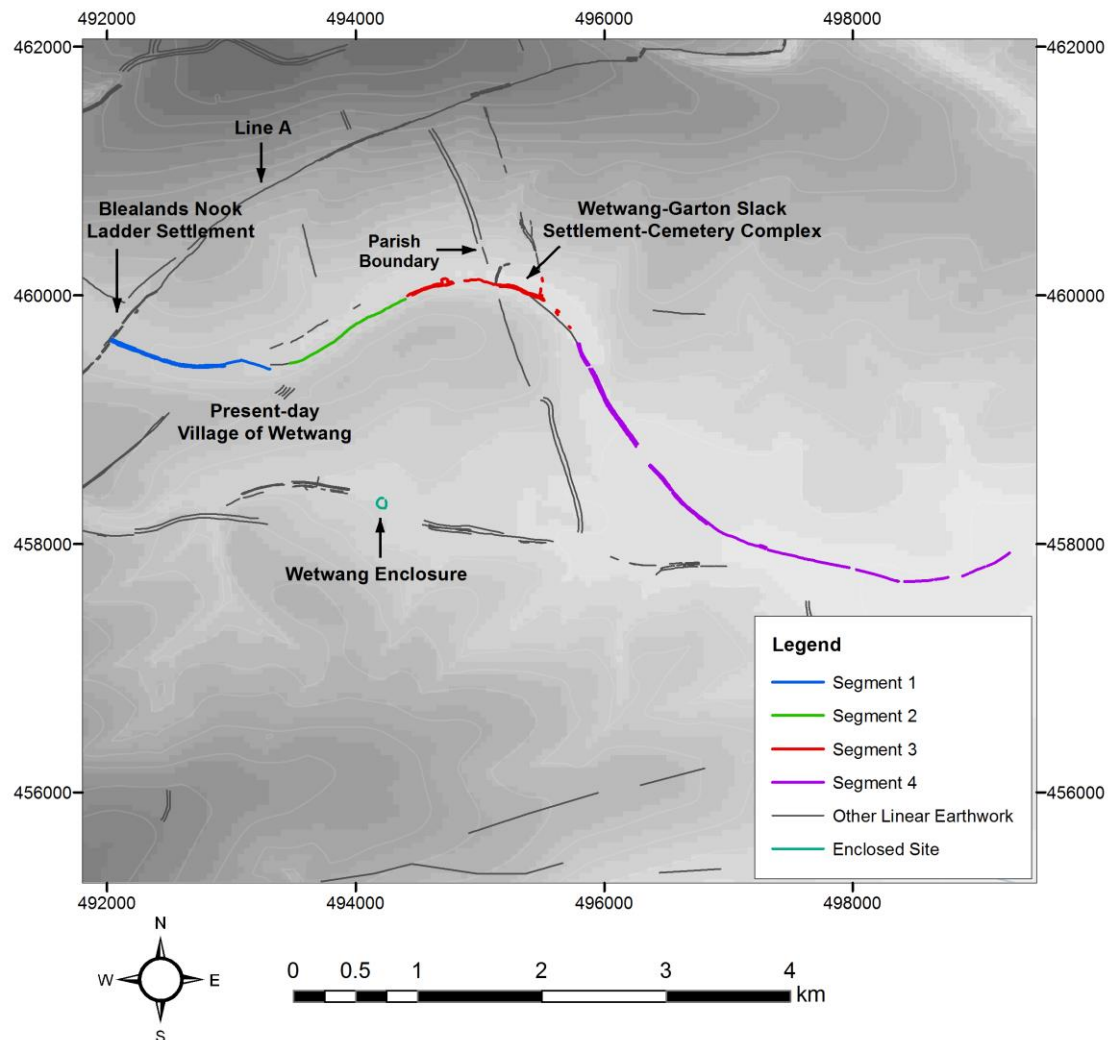 492000 494000 496000 498000
462000 462000
Line A
Blealands Nook
Ladder Settlement
Wetwang-Garton Slack
Settlement-Cemetery Complex
Parish
Boundary
460000 460000
Present-day
Village of Wetwang
458000 458000
Wetwang Enclosure
Legend
Segment 1
Segment 2
Segment 3
Segment 4
Other Linear Earthwork
Enclosed Site
456000 456000
492000 494000 496000 498000
N
W E
S
0 0.5 1 2 3 4
km